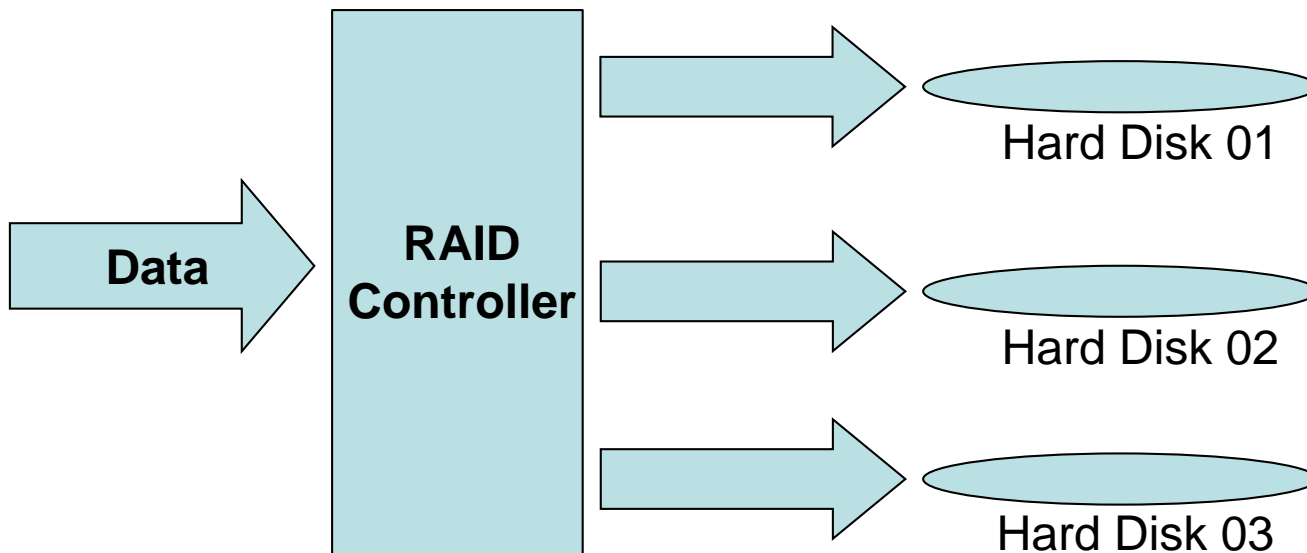 Data
RAID
Controller
Hard Disk 01
Hard Disk 02
Hard Disk 03